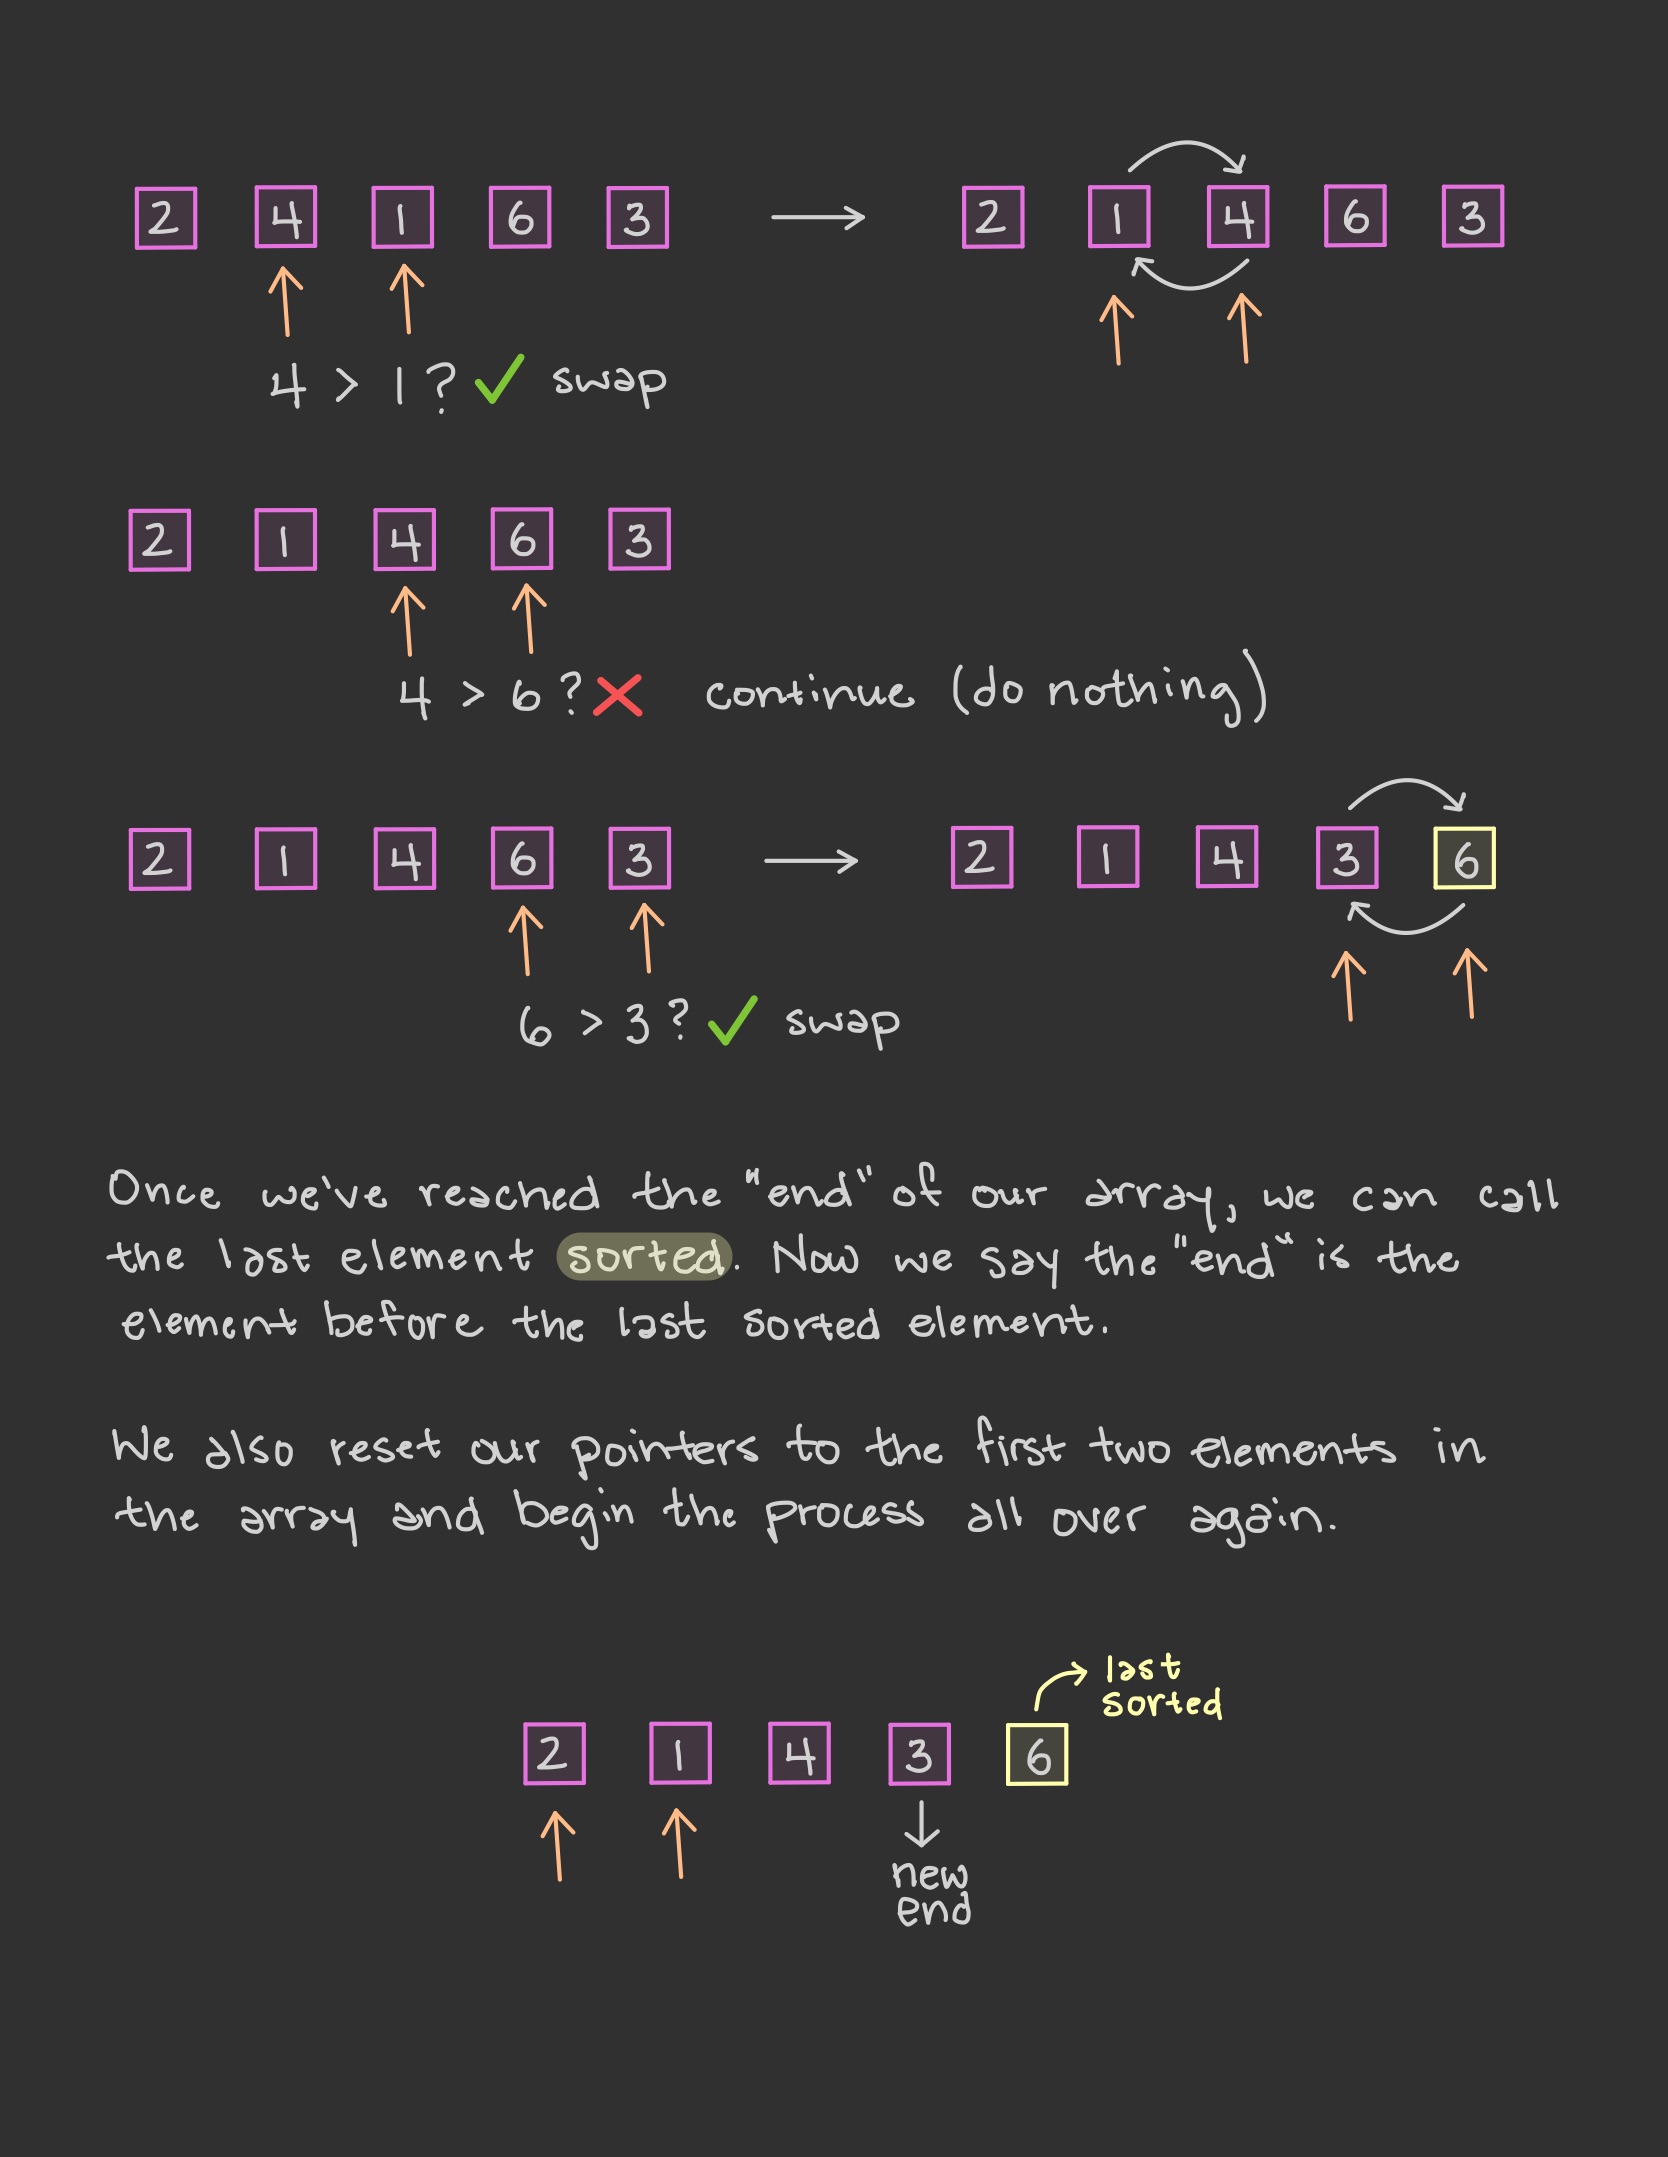 2 4 1 6 3 → 2 1 4 6 3
4 > 1 ? ✓ swap
2 1 4 6 3
4 > 6 ? ✗ continue (do nothing)
2 1 4 6 3 → 2 1 4 3 6
6 > 3 ? ✓ swap
Once we've reached the "end" of our array, we can call
the last element sorted. Now we say the "end" is the
element before the last sorted element.
We also reset our pointers to the first two elements in
the array and begin the process all over again.
last
sorted
2 1 4 3 6
new
end